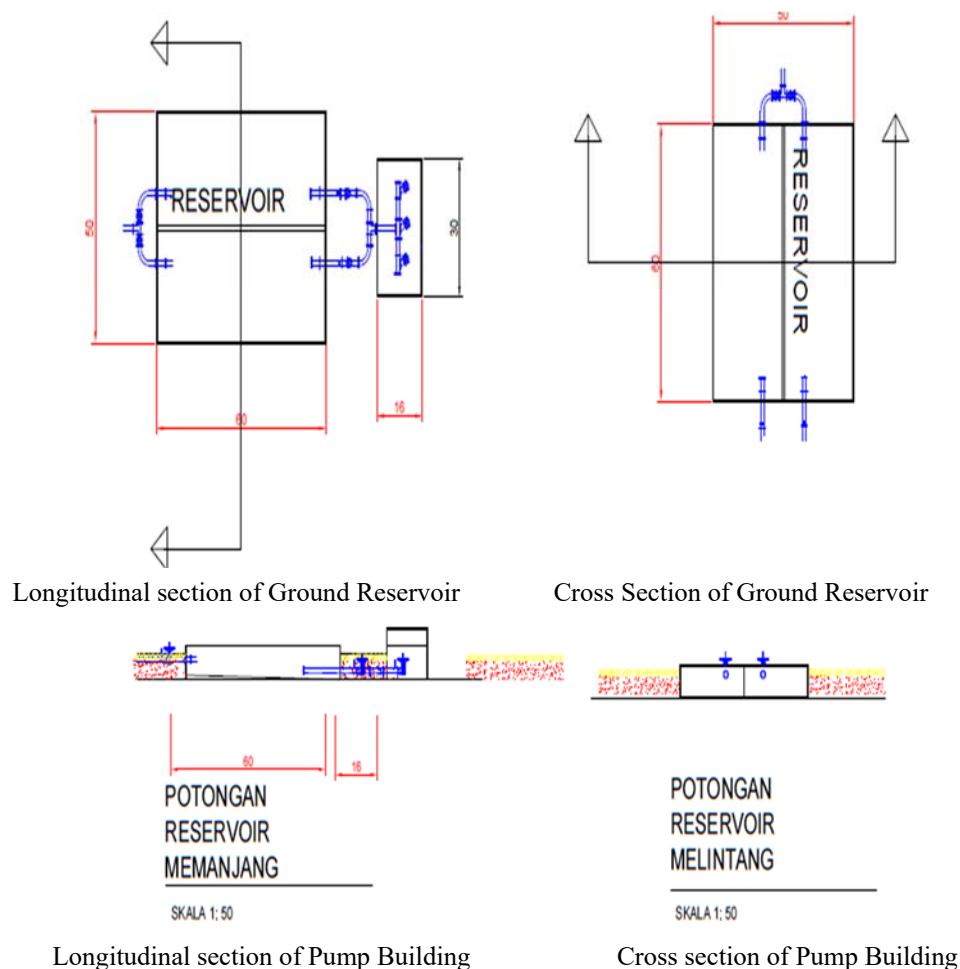 50
RESERVOIR
50
30
16
60
50
RESERVOIR
60
Longitudinal section of Ground Reservoir
Cross Section of Ground Reservoir
60
16
POTONGAN
RESERVOIR
MEMANJANG
SKALA 1: 50
POTONGAN
RESERVOIR
MELINTANG
SKALA 1: 50
Longitudinal section of Pump Building
Cross section of Pump Building